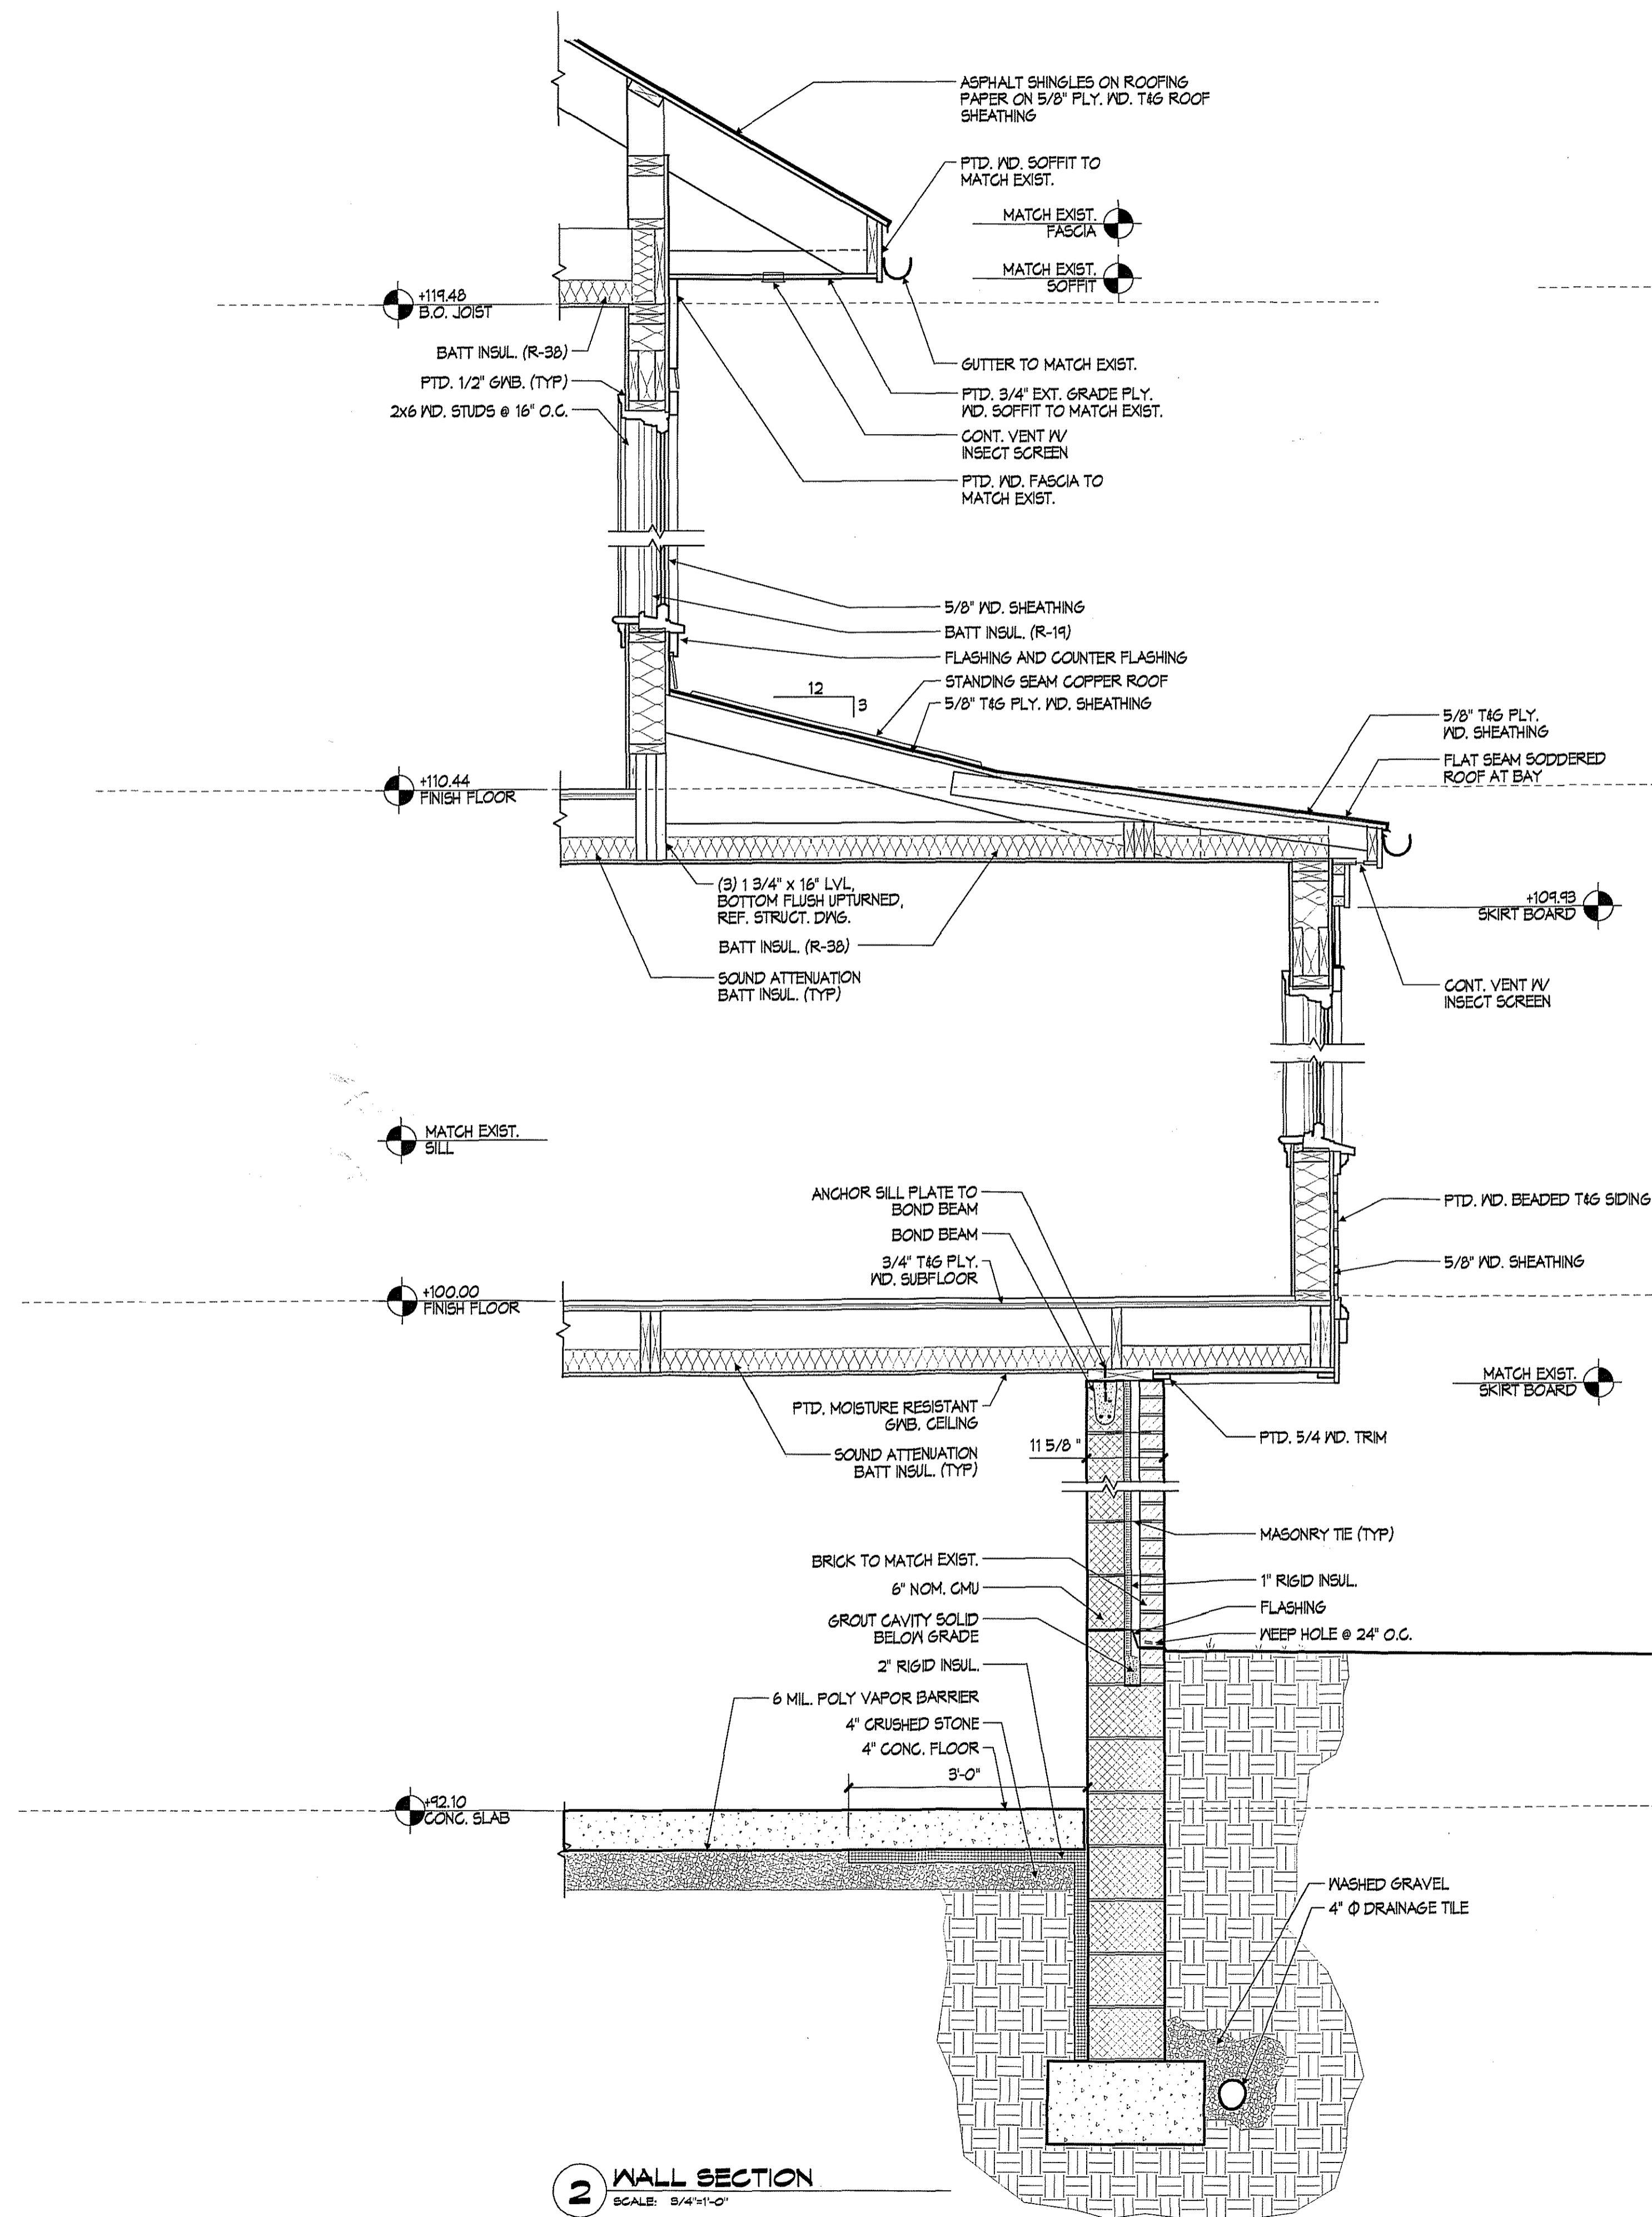 ASPHALT SHINGLES ON ROOFING
PAPER ON 5/8" PLY. WD. T&G ROOF
SHEATHING
PTD. WD. SOFFIT TO
MATCH EXIST.
MATCH EXIST.
FASCIA
MATCH EXIST.
SOFFIT
+119.48
B.O. JOIST
BATT INSUL. (R-38)
PTD. 1/2" GWB. (TYP)
2x6 WD. STUDS @ 16" O.C.
GUTTER TO MATCH EXIST.
PTD. 3/4" EXT. GRADE PLY.
WD. SOFFIT TO MATCH EXIST.
CONT. VENT W/
INSECT SCREEN
PTD. WD. FASCIA TO
MATCH EXIST.
5/8" WD. SHEATHING
BATT INSUL. (R-19)
FLASHING AND COUNTER FLASHING
STANDING SEAM COPPER ROOF
5/8" T&G PLY. WD. SHEATHING
12
3
5/8" T&G PLY.
WD. SHEATHING
FLAT SEAM SODDERED
ROOF AT BAY
+110.44
FINISH FLOOR
(3) 1 3/4" x 16" LVL,
BOTTOM FLUSH UPTURNED,
REF. STRUCT. DWG.
BATT INSUL. (R-38)
SOUND ATTENUATION
BATT INSUL. (TYP)
+109.93
SKIRT BOARD
CONT. VENT W/
INSECT SCREEN
MATCH EXIST.
SILL
ANCHOR SILL PLATE TO
BOND BEAM
BOND BEAM
3/4" T&G PLY.
WD. SUBFLOOR
PTD. WD. BEADED T&G SIDING
5/8" WD. SHEATHING
+100.00
FINISH FLOOR
MATCH EXIST.
SKIRT BOARD
PTD. MOISTURE RESISTANT
GWB. CEILING
SOUND ATTENUATION
BATT INSUL. (TYP)
11 5/8 "
PTD. 5/4 WD. TRIM
MASONRY TIE (TYP)
BRICK TO MATCH EXIST.
6" NOM. CMU
GROUT CAVITY SOLID
BELOW GRADE
2" RIGID INSUL.
6 MIL. POLY VAPOR BARRIER
4" CRUSHED STONE
4" CONC. FLOOR
3'-0"
1" RIGID INSUL.
FLASHING
WEEP HOLE @ 24" O.C.
+92.10
CONC. SLAB
WASHED GRAVEL
4" Φ DRAINAGE TILE
2
WALL SECTION
SCALE: 3/4"=1'-0"